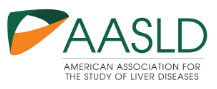 AASLD
AMERICAN ASSOCIATION FOR
THE STUDY OF LIVER DISEASES